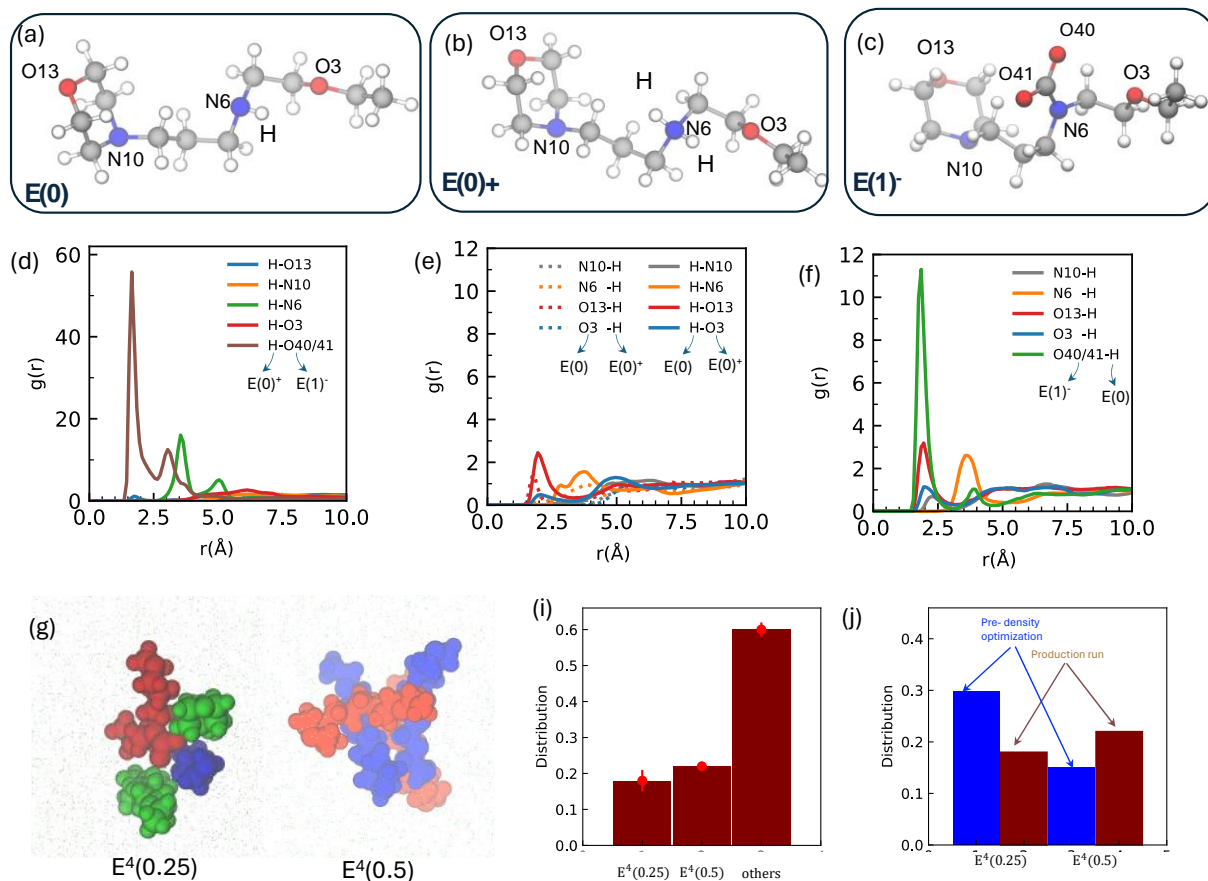 (a)
O13
N6
O3
H
N10
E(0)
(b)
O13
H
N6
O3
N10
H
E(0)+
(c)
O40
O13
O41
O3
N6
N10
E(1)-
(d)
60
40
20
0
g(r)
H-O13
H-N10
H-N6
H-O3
H-O40/41
E(0)+ E(1)-
0.0 2.5 5.0 7.5 10.0
r(Å)
(e)
12
10
8
6
4
2
0
g(r)
N10-H H-N10
N6 -H H-N6
O13-H H-O13
O3 -H H-O3
E(0) E(0)+ E(0) E(0)+
0.0 2.5 5.0 7.5 10.0
r(Å)
(f)
12
10
8
6
4
2
0
g(r)
N10-H
N6 -H
O13-H
O3 -H
O40/41-H
E(1)- E(0)
0.0 2.5 5.0 7.5 10.0
r(Å)
(g)
E⁴(0.25) E⁴(0.5)
(i)
0.6
0.5
0.4
0.3
0.2
0.1
0.0
Distribution
E⁴(0.25) E⁴(0.5) others
(j)
0.4
0.3
0.2
0.1
0.0
Distribution
Pre- density
optimization
Production run
E⁴(0.25) E⁴(0.5)